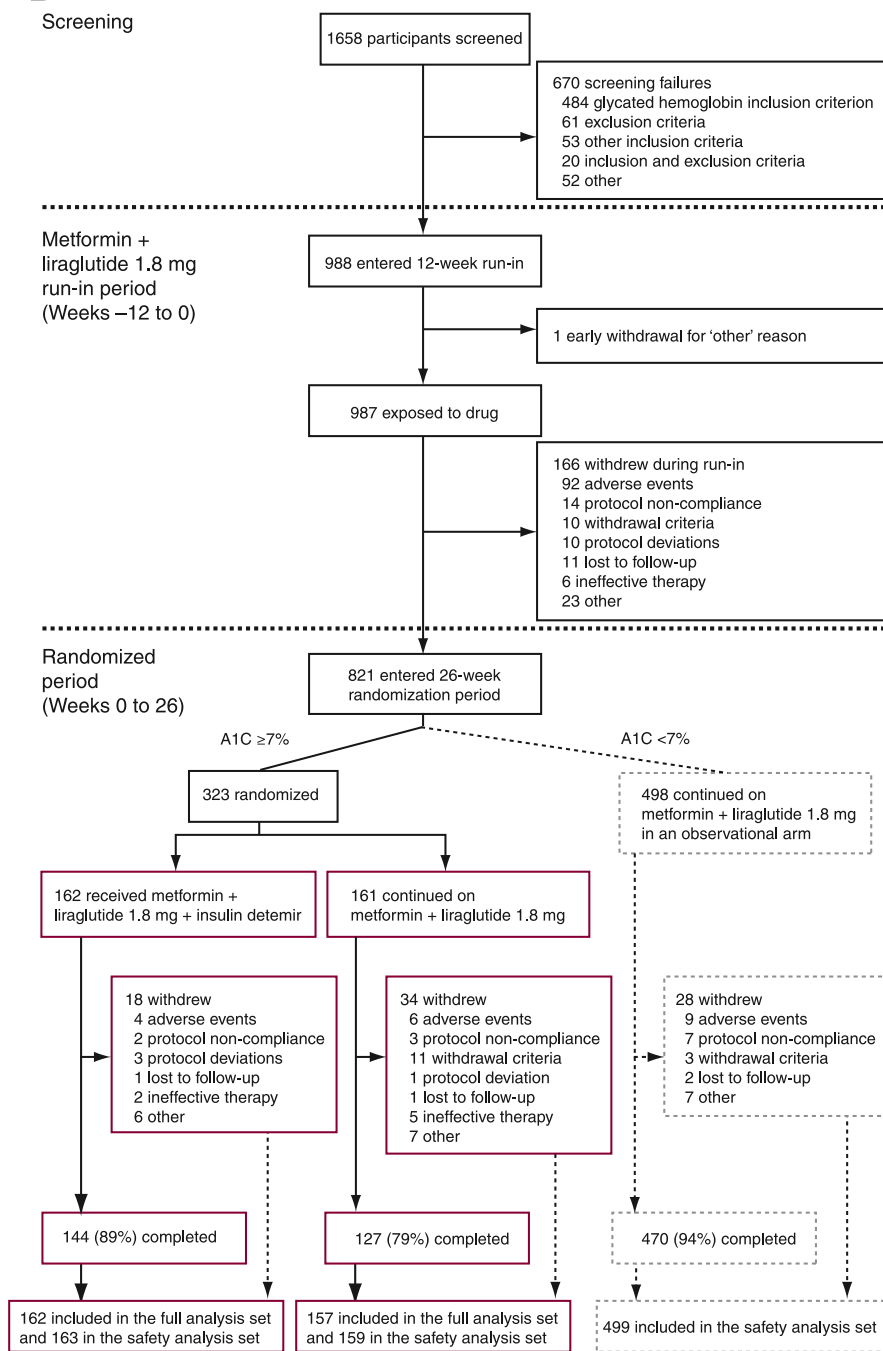 Screening
1658 participants screened
670 screening failures
484 glycated hemoglobin inclusion criterion
61 exclusion criteria
53 other inclusion criteria
20 inclusion and exclusion criteria
52 other
Metformin +
liraglutide 1.8 mg
run-in period
(Weeks –12 to 0)
988 entered 12-week run-in
1 early withdrawal for ‘other’ reason
987 exposed to drug
166 withdrew during run-in
92 adverse events
14 protocol non-compliance
10 withdrawal criteria
10 protocol deviations
11 lost to follow-up
6 ineffective therapy
23 other
Randomized
period
(Weeks 0 to 26)
821 entered 26-week
randomization period
A1C ≥7%
A1C <7%
323 randomized
498 continued on
metformin + liraglutide 1.8 mg
in an observational arm
162 received metformin +
liraglutide 1.8 mg + insulin detemir
161 continued on
metformin + liraglutide 1.8 mg
18 withdrew
4 adverse events
2 protocol non-compliance
3 protocol deviations
1 lost to follow-up
2 ineffective therapy
6 other
34 withdrew
6 adverse events
3 protocol non-compliance
11 withdrawal criteria
1 protocol deviation
1 lost to follow-up
5 ineffective therapy
7 other
28 withdrew
9 adverse events
7 protocol non-compliance
3 withdrawal criteria
2 lost to follow-up
7 other
144 (89%) completed
127 (79%) completed
470 (94%) completed
162 included in the full analysis set
and 163 in the safety analysis set
157 included in the full analysis set
and 159 in the safety analysis set
499 included in the safety analysis set